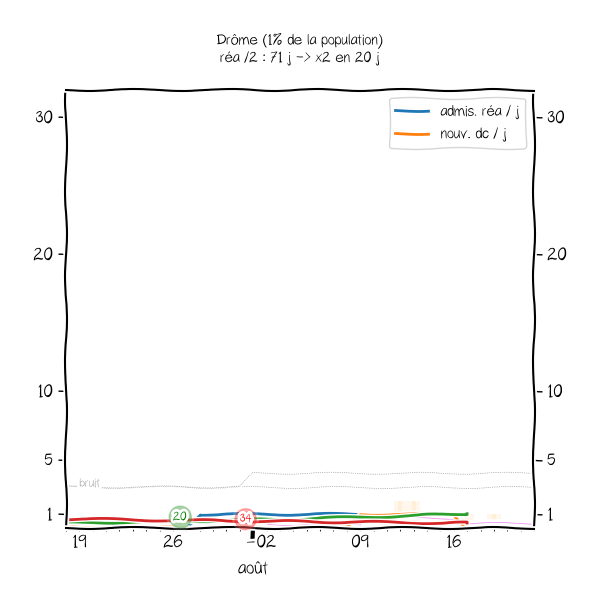 Drôme (1% de la population)
réa /2 : 71 j -> x2 en 20 j
admis. réa / j
nouv. dc / j
30
30
20
20
10
10
5
5
bruit
1
1
20
34
19
26
02
09
16
août